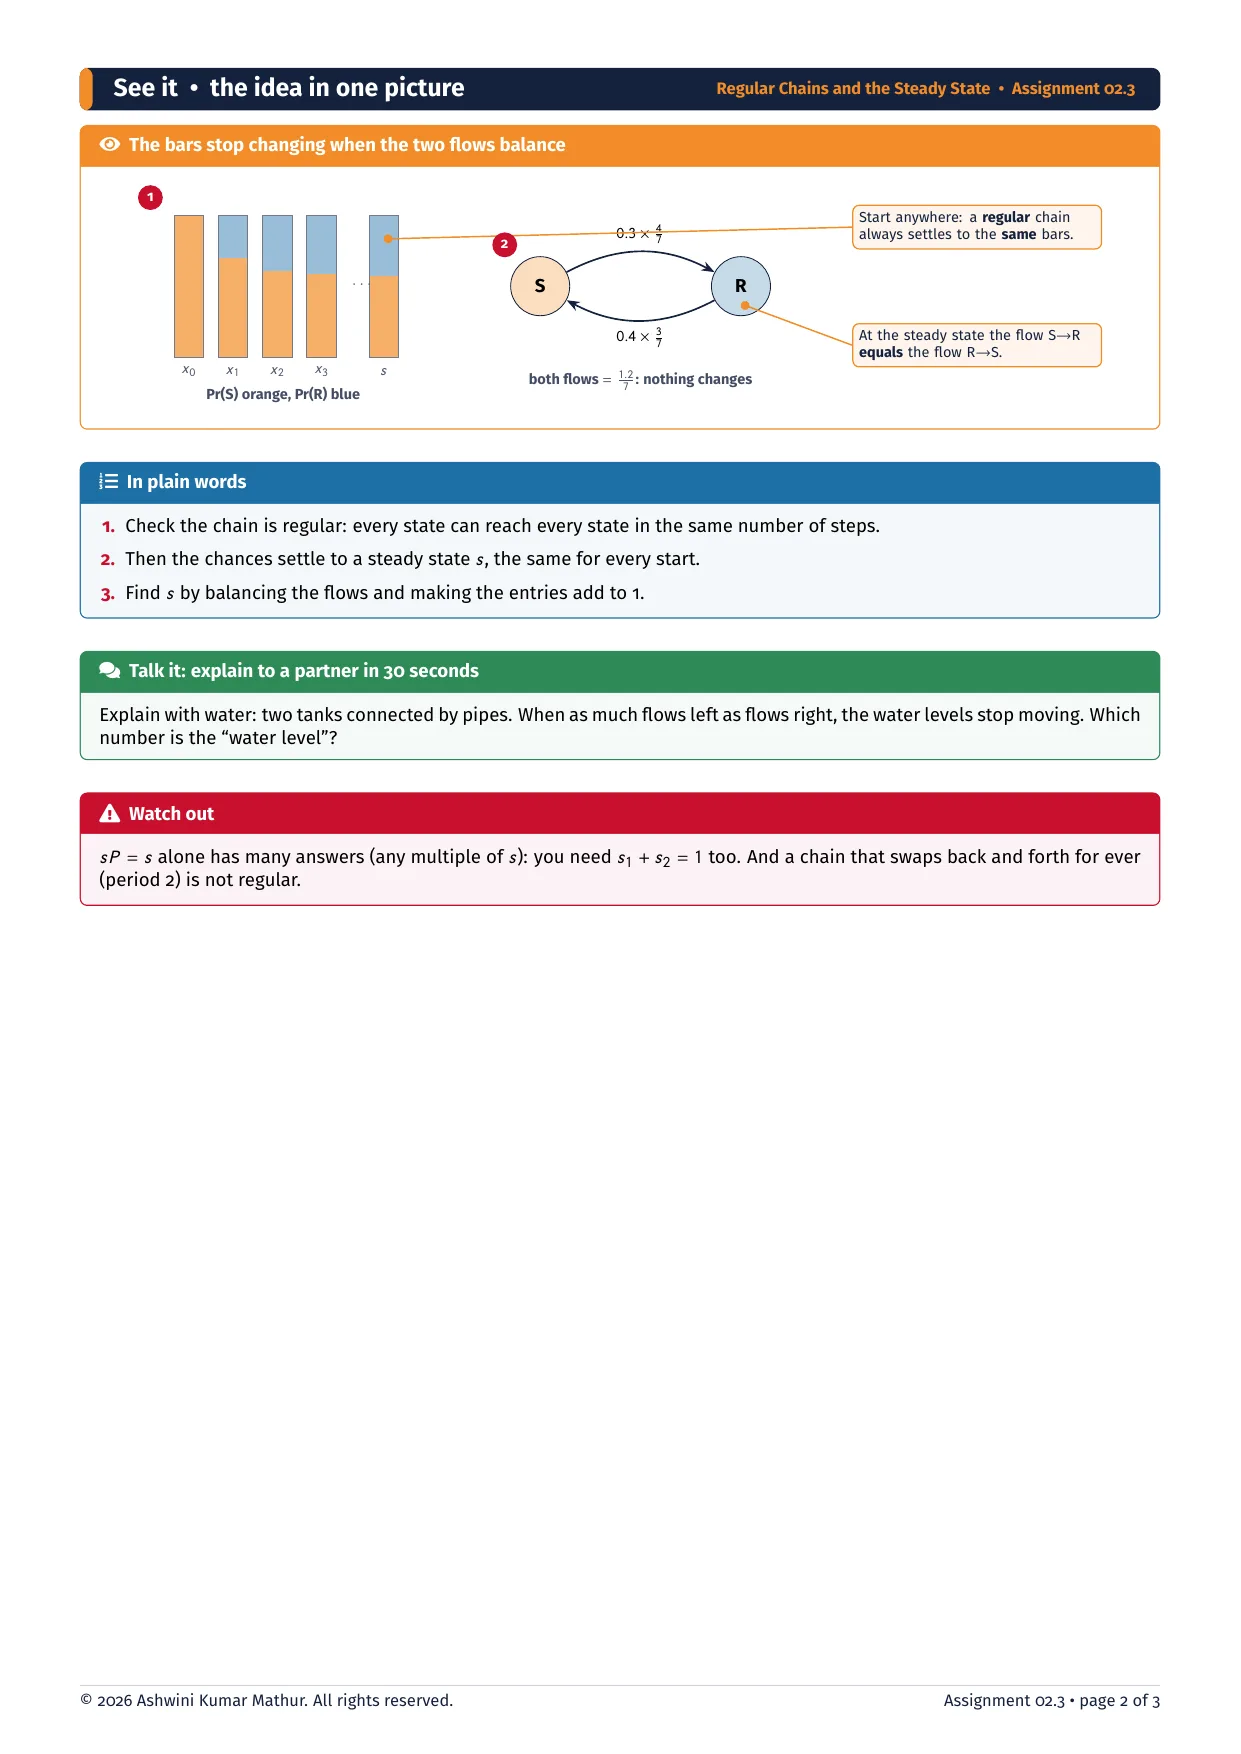 See it • the idea in one picture
Regular Chains and the Steady State • Assignment 02.3
The bars stop changing when the two flows balance
1
x₀ x₁ x₂ x₃ ... s
Pr(S) orange, Pr(R) blue
2
0.3 × 4/7
S R
0.4 × 3/7
both flows = 1.2/7: nothing changes
Start anywhere: a regular chain
always settles to the same bars.
At the steady state the flow S→R
equals the flow R→S.
In plain words
1. Check the chain is regular: every state can reach every state in the same number of steps.
2. Then the chances settle to a steady state s, the same for every start.
3. Find s by balancing the flows and making the entries add to 1.
Talk it: explain to a partner in 30 seconds
Explain with water: two tanks connected by pipes. When as much flows left as flows right, the water levels stop moving. Which
number is the “water level”?
Watch out
sP = s alone has many answers (any multiple of s): you need s₁ + s₂ = 1 too. And a chain that swaps back and forth for ever
(period 2) is not regular.
© 2026 Ashwini Kumar Mathur. All rights reserved.
Assignment 02.3 • page 2 of 3